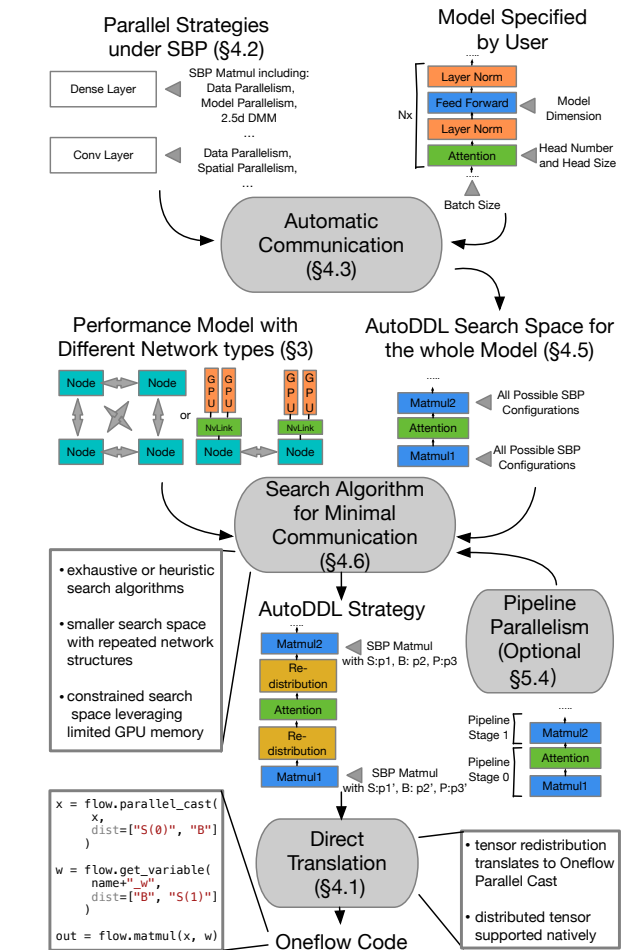 Parallel Strategies
under SBP (§4.2)
Dense Layer
SBP Matmul including:
Data Parallelism,
Model Parallelism,
2.5d DMM
...
Conv Layer
Data Parallelism,
Spatial Parallelism,
...
Model Specified
by User
.....
Nx
Layer Norm
Feed Forward
Layer Norm
Attention
.....
Model
Dimension
Head Number
and Head Size
Batch Size
Automatic
Communication
(§4.3)
Performance Model with
Different Network types (§3)
Node
Node
Node
Node
or
GPU
GPU
GPU
GPU
NvLink
NvLink
Node
Node
AutoDDL Search Space for
the whole Model (§4.5)
.....
Matmul2
Attention
Matmul1
All Possible SBP
Configurations
All Possible SBP
Configurations
Search Algorithm
for Minimal
Communication
(§4.6)
• exhaustive or heuristic
search algorithms
• smaller search space
with repeated network
structures
• constrained search
space leveraging
limited GPU memory
AutoDDL Strategy
.....
Matmul2
Re-
distribution
Attention
Re-
distribution
Matmul1
SBP Matmul
with S:p1, B: p2, P:p3
SBP Matmul
with S:p1', B: p2', P:p3'
Pipeline
Parallelism
(Optional
§5.4)
.....
Pipeline
Stage 1
Pipeline
Stage 0
Matmul2
Attention
Matmul1
x = flow.parallel_cast(
x,
dist=["S(0)", "B"]
)
w = flow.get_variable(
name+"_w",
dist=["B", "S(1)"]
)
out = flow.matmul(x, w)
Direct
Translation
(§4.1)
• tensor redistribution
translates to Oneflow
Parallel Cast
• distributed tensor
supported natively
Oneflow Code